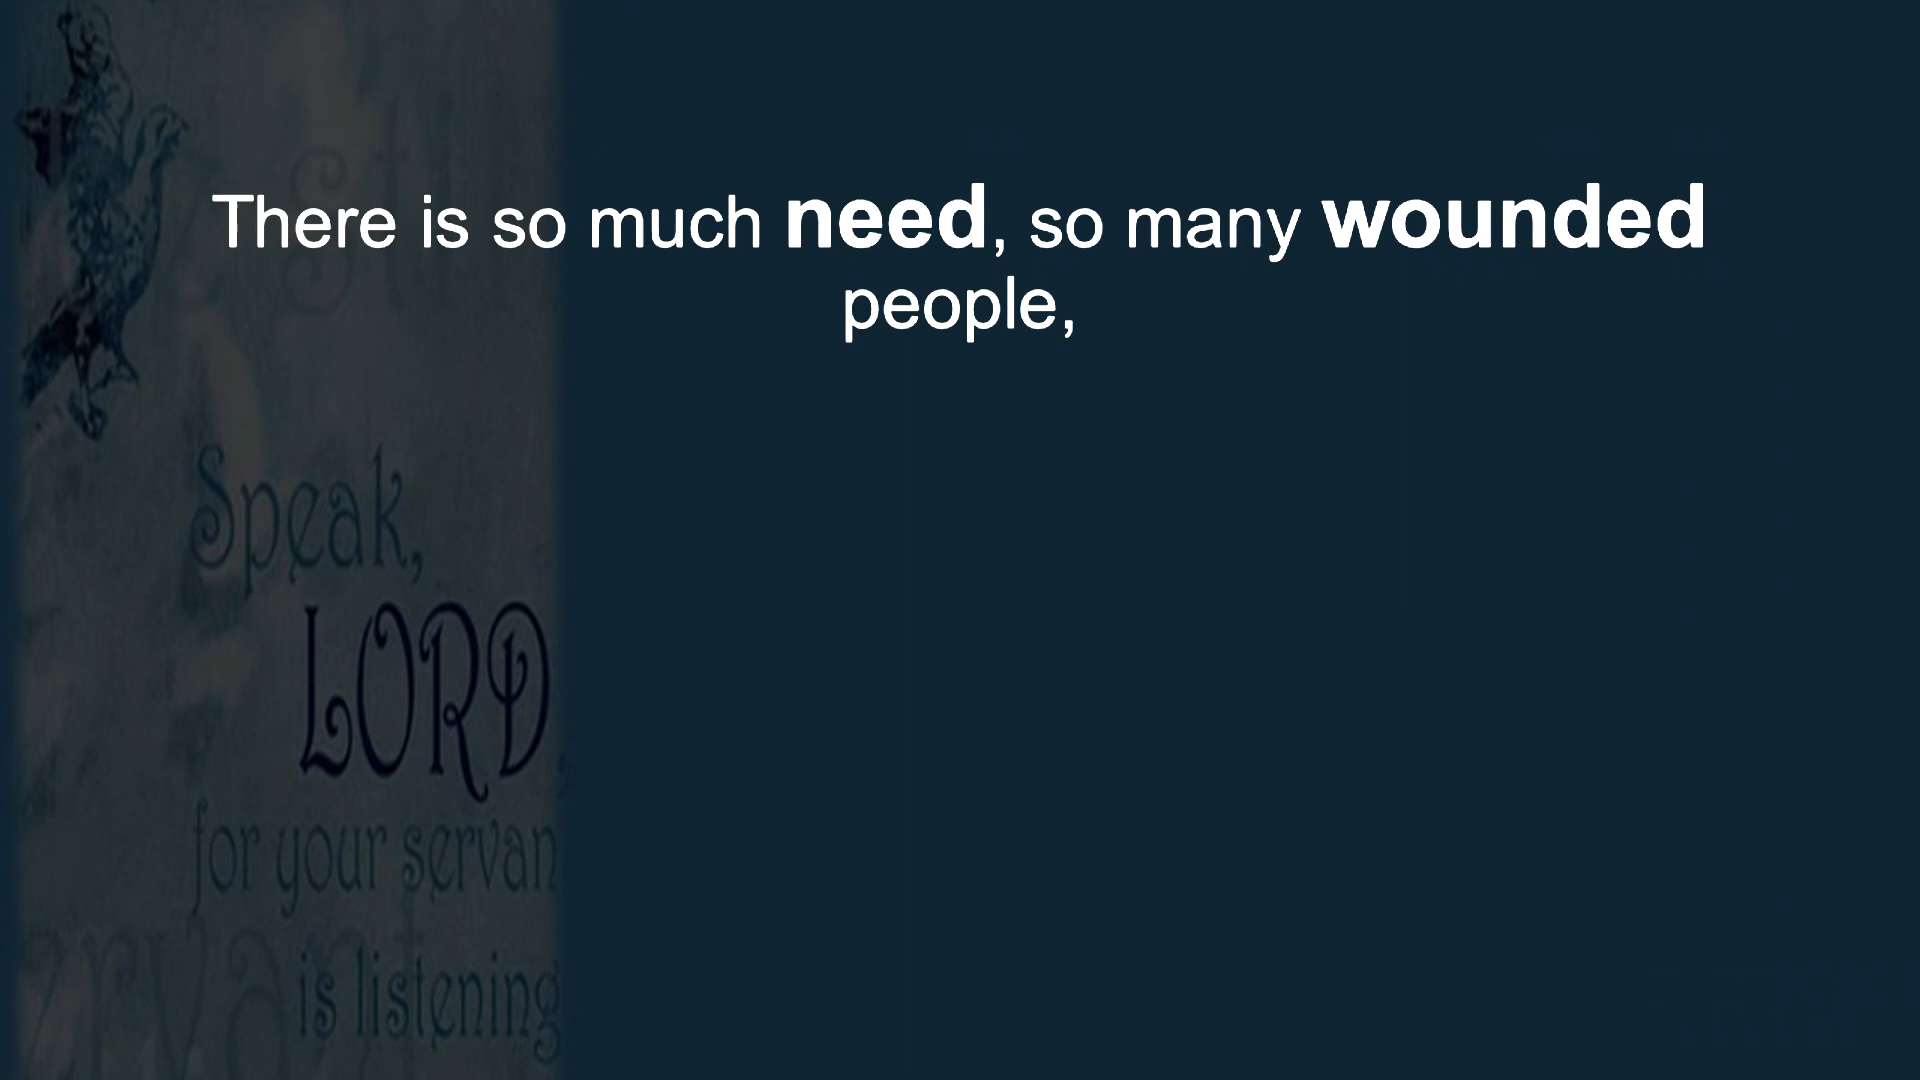 There is so much need, so many wounded
people,
Speak,
LORD
for your servan
is listening